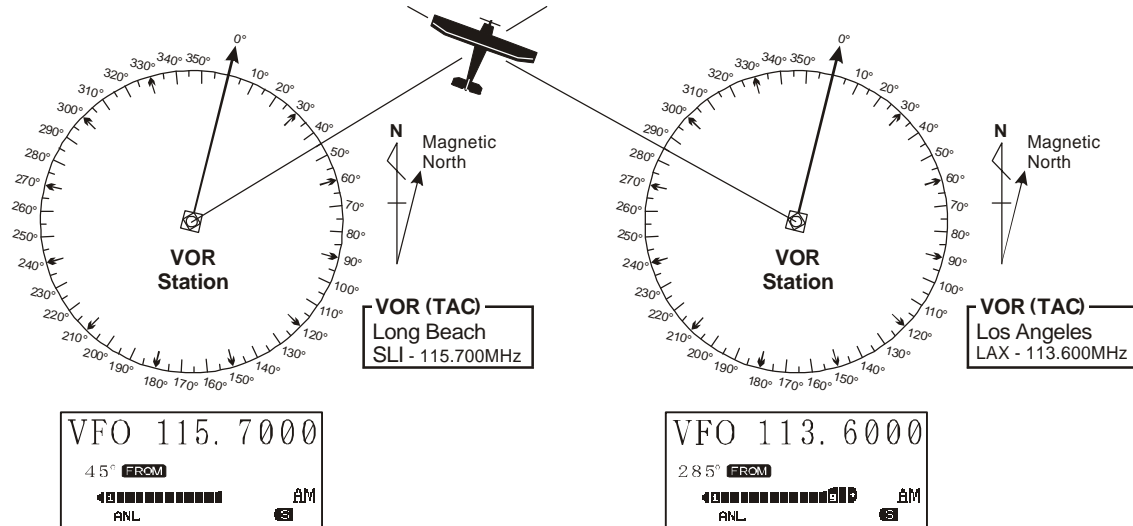 0°
10°
20°
30°
40°
50°
60°
70°
80°
90°
100°
110°
120°
130°
140°
150°
160°
170°
180°
190°
200°
210°
220°
230°
240°
250°
260°
270°
280°
290°
300°
310°
320°
330°
340°
350°
VOR
Station
N
Magnetic
North
VOR (TAC)
Long Beach
SLI - 115.700MHz
VFO 115. 7000
45° FROM
AM
ANL
S
0°
10°
20°
30°
40°
50°
60°
70°
80°
90°
100°
110°
120°
130°
140°
150°
160°
170°
180°
190°
200°
210°
220°
230°
240°
250°
260°
270°
280°
290°
300°
310°
320°
330°
340°
350°
VOR
Station
N
Magnetic
North
VOR (TAC)
Los Angeles
LAX - 113.600MHz
VFO 113. 6000
285° FROM
AM
ANL
S